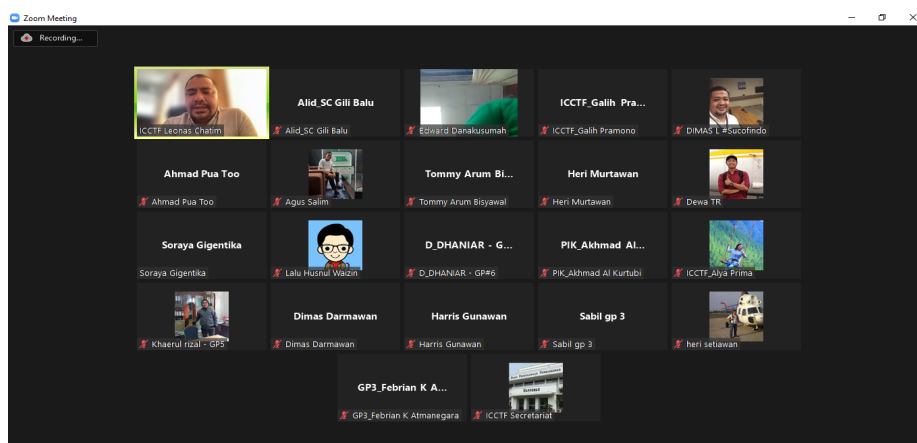 Zoom Meeting
Recording...
ICCTF Leonas Chatim
Alid_SC Gili Balu
Alid_SC Gili Balu
Edward Danakusumah
ICCTF_Galih Pra...
ICCTF_Galih Pramono
DIMAS L #Sucofindo
Ahmad Pua Too
Ahmad Pua Too
Agus Salim
Tommy Arum Bi...
Tommy Arum Bisyawal
Heri Murtawan
Heri Murtawan
Dewa TR
Soraya Gigentika
Soraya Gigentika
Lalu Husnul Waizin
D_DHANIAR - G...
D_DHANIAR - GP#6
PIK_Akhmad Al...
PIK_Akhmad Al Kurtubi
ICCTF_Alya Prima
Khaerul rizal - GP5
Dimas Darmawan
Dimas Darmawan
Harris Gunawan
Harris Gunawan
Sabil gp 3
Sabil gp 3
heri setiawan
GP3_Febrian K A...
GP3_Febrian K Atmanegara
ICCTF Secretariat